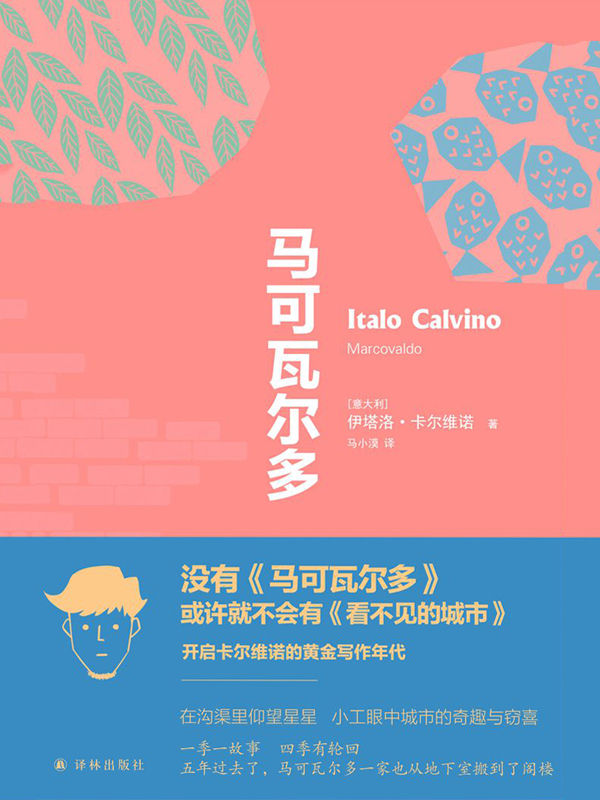 马可瓦尔多
Italo Calvino
Marcovaldo
[意大利]
伊塔洛·卡尔维诺 著
马小漠 译
没有《马可瓦尔多》
或许就不会有《看不见的城市》
开启卡尔维诺的黄金写作年代
在沟渠里仰望星星 小工眼中城市的奇趣与窃喜
一季一故事 四季有轮回
五年过去了，马可瓦尔多一家也从地下室搬到了阁楼
译林出版社